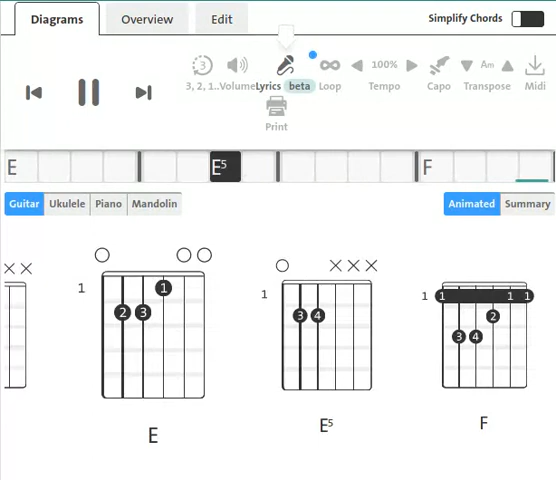 Diagrams Overview Edit Simplify Chords
3 100% Am
3, 2, 1.. Volume Lyrics beta Loop Tempo Capo Transpose Midi
Print
E E5 F
Guitar Ukulele Piano Mandolin Animated Summary
1 1 2 3
1 3 4
1 1 1 1 2 3 4
E E5 F